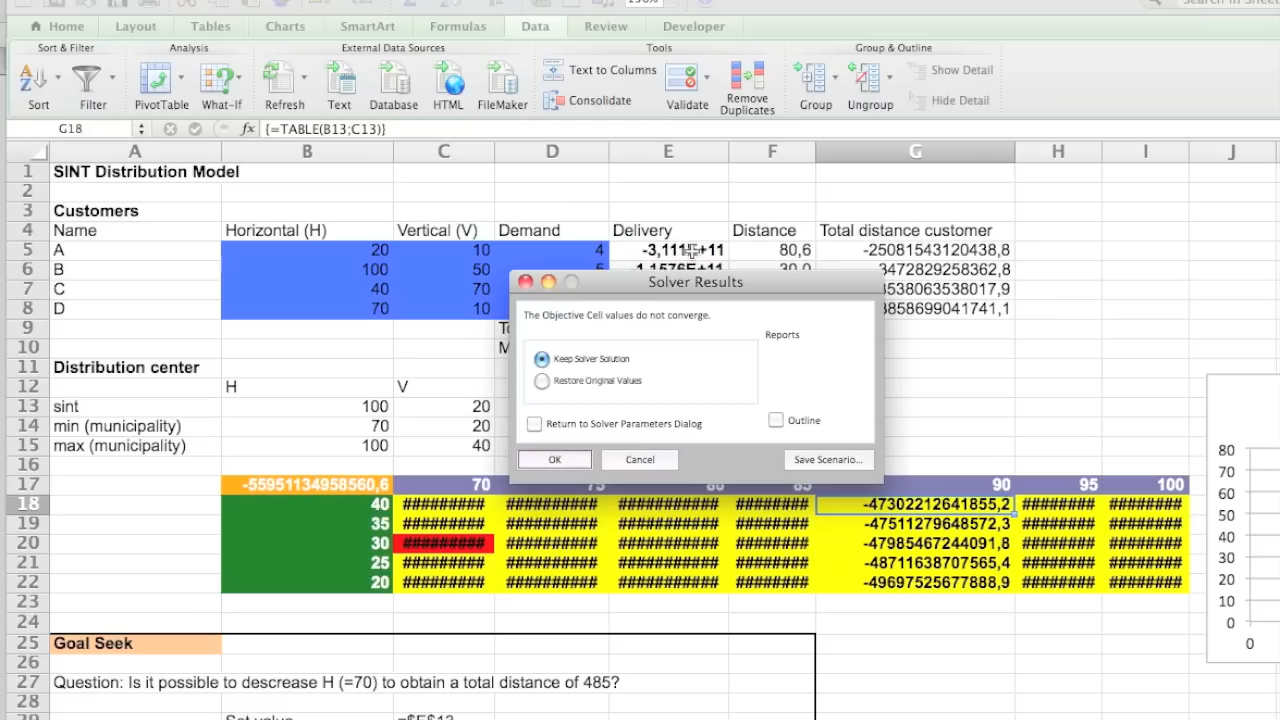 Home Layout Tables Charts SmartArt Formulas Data Review Developer
Sort & Filter Analysis External Data Sources Tools Group & Outline
Text to Columns Show Detail
Consolidate Hide Detail
Sort Filter PivotTable What-If Refresh Text Database HTML FileMaker Validate Remove Duplicates Group Ungroup
G18 fx {=TABLE(B13;C13)}
A B C D E F G H I J
1 SINT Distribution Model
2
3 Customers
4 Name Horizontal (H) Vertical (V) Demand Delivery Distance Total distance customer
5 A 20 10 4 80,6 -25081543120438,8
6 B 100 50
7 C 40 70
8 D 70 10
9
10
11 Distribution center
12 H V
13 sint 100 20
14 min (municipality) 70 20
15 max (municipality) 100 40
16
17 -55951134958560,6 70 90 95 100
18 40 ######### ######### ######### ######## -47302212641855,2 ######## ########
19 35 ######### ######### ######### ######## -47511279648572,3 ######## ########
20 30 ######### ######### ######### ######## -47985467244091,8 ######## ########
21 25 ######### ######### ######### ######## -48711638707565,4 ######## ########
22 20 ######### ######### ######### ######## -49697525677888,9 ######## ########
23
24
25 Goal Seek
26
27 Question: Is it possible to descrease H (=70) to obtain a total distance of 485?
28
Solver Results
The Objective Cell values do not converge.
Reports
Keep Solver Solution
Restore Original Values
Return to Solver Parameters Dialog
Outline
OK Cancel Save Scenario...
80
70
60
50
40
30
20
10
0
0